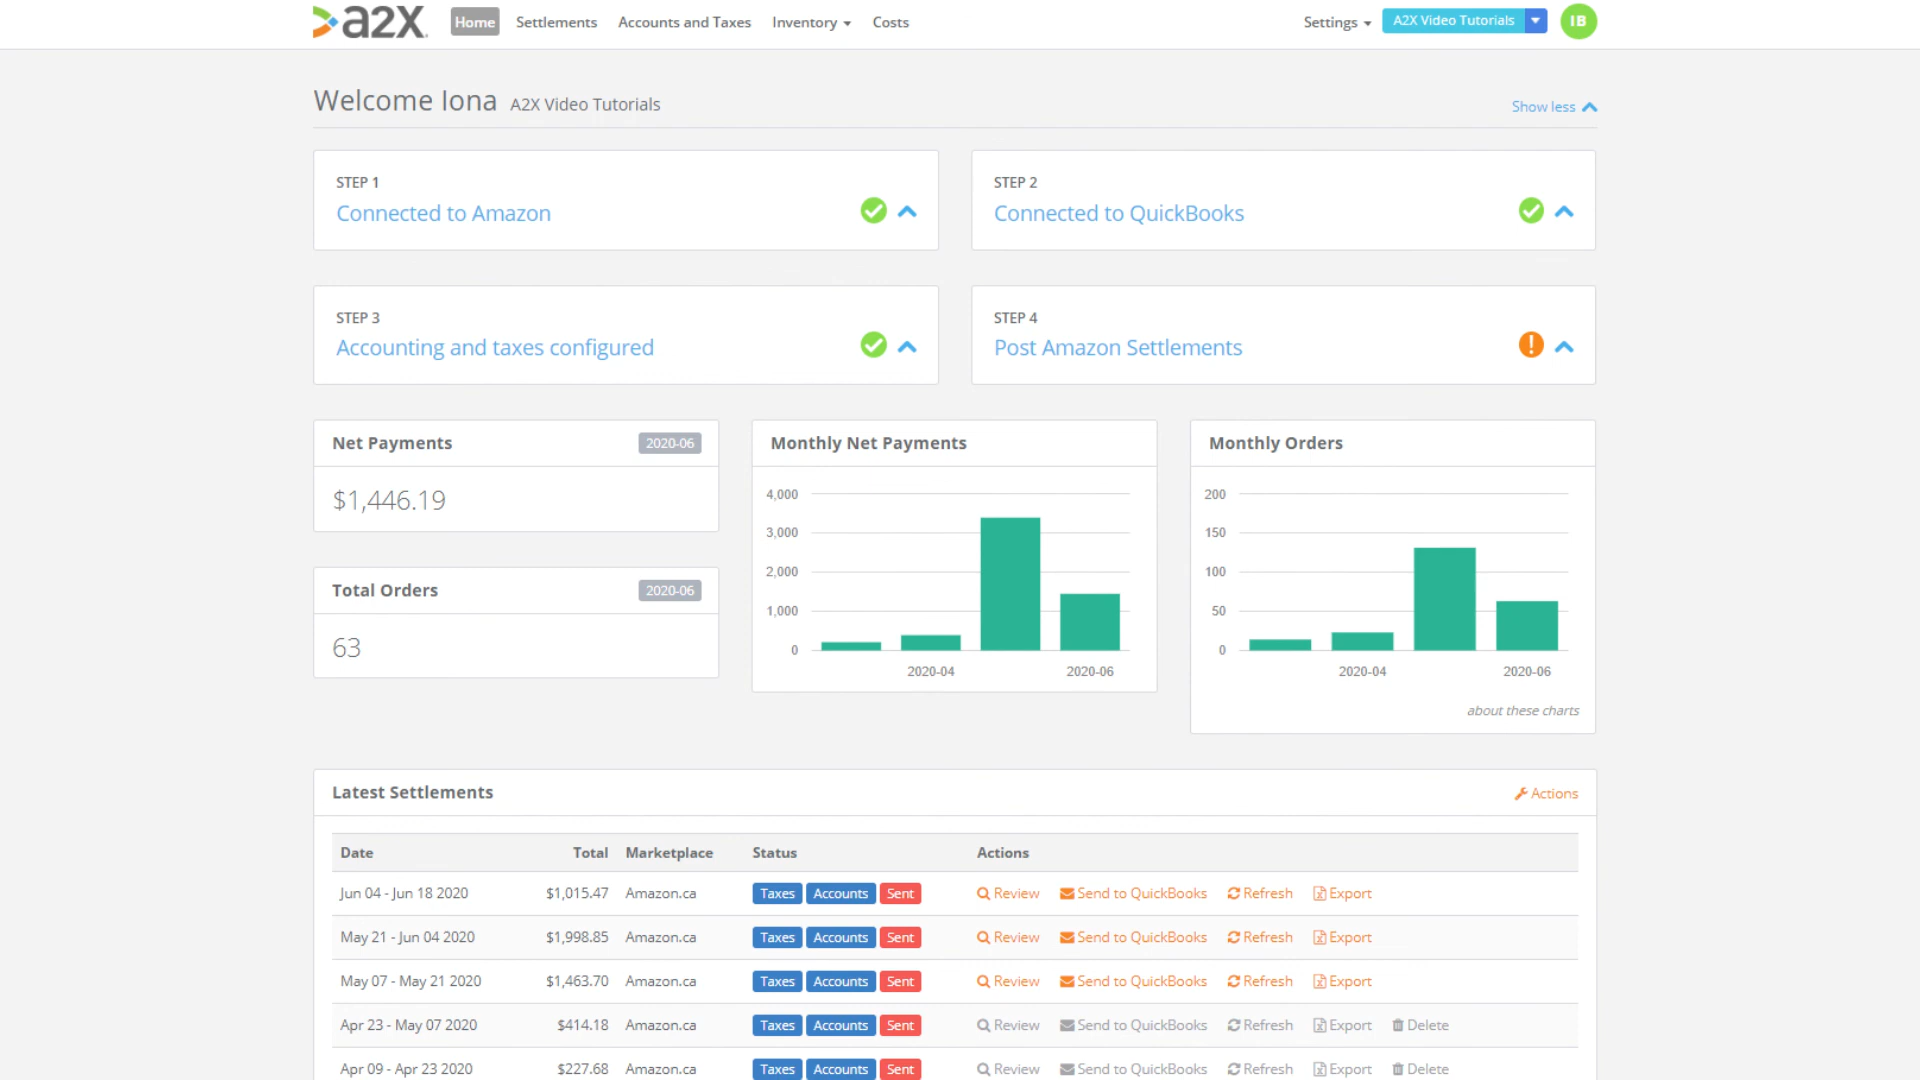 a2x Home Settlements Accounts and Taxes Inventory Costs Settings A2X Video Tutorials IB
Welcome Iona A2X Video Tutorials Show less
STEP 1
Connected to Amazon
STEP 2
Connected to QuickBooks
STEP 3
Accounting and taxes configured
STEP 4
Post Amazon Settlements
Net Payments 2020-06
$1,446.19
Total Orders 2020-06
63
Monthly Net Payments
4,000
3,000
2,000
1,000
0
2020-04 2020-06
Monthly Orders
200
150
100
50
0
2020-04 2020-06
about these charts
Latest Settlements Actions
Date Total Marketplace Status Actions
Jun 04 - Jun 18 2020 $1,015.47 Amazon.ca Taxes Accounts Sent Review Send to QuickBooks Refresh Export
May 21 - Jun 04 2020 $1,998.85 Amazon.ca Taxes Accounts Sent Review Send to QuickBooks Refresh Export
May 07 - May 21 2020 $1,463.70 Amazon.ca Taxes Accounts Sent Review Send to QuickBooks Refresh Export
Apr 23 - May 07 2020 $414.18 Amazon.ca Taxes Accounts Sent Review Send to QuickBooks Refresh Export Delete
Apr 09 - Apr 23 2020 $227.68 Amazon.ca Taxes Accounts Sent Review Send to QuickBooks Refresh Export Delete